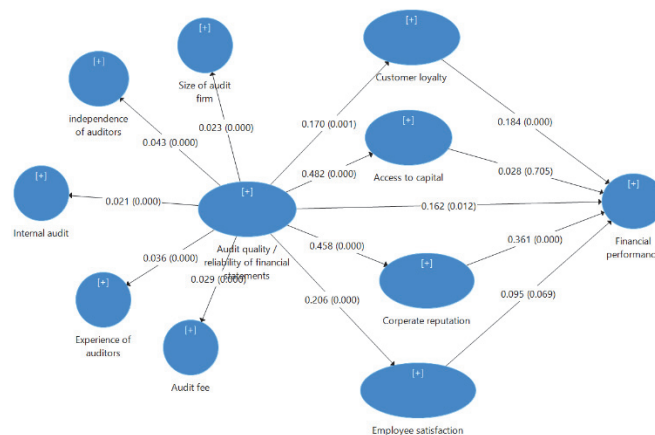 [+]
Size of audit
firm
[+]
independence
of auditors
[+]
Internal audit
[+]
Experience of
auditors
[+]
Audit fee
[+]
Audit quality /
reliability of financial
statements
[+]
Customer loyalty
[+]
Access to capital
[+]
Corperate reputation
[+]
Employee satisfaction
[+]
Financial
performance
0.023 (0.000)
0.043 (0.000)
0.021 (0.000)
0.036 (0.000)
0.029 (0.000)
0.170 (0.001)
0.482 (0.000)
0.162 (0.012)
0.458 (0.000)
0.206 (0.000)
0.184 (0.000)
0.028 (0.705)
0.361 (0.000)
0.095 (0.069)